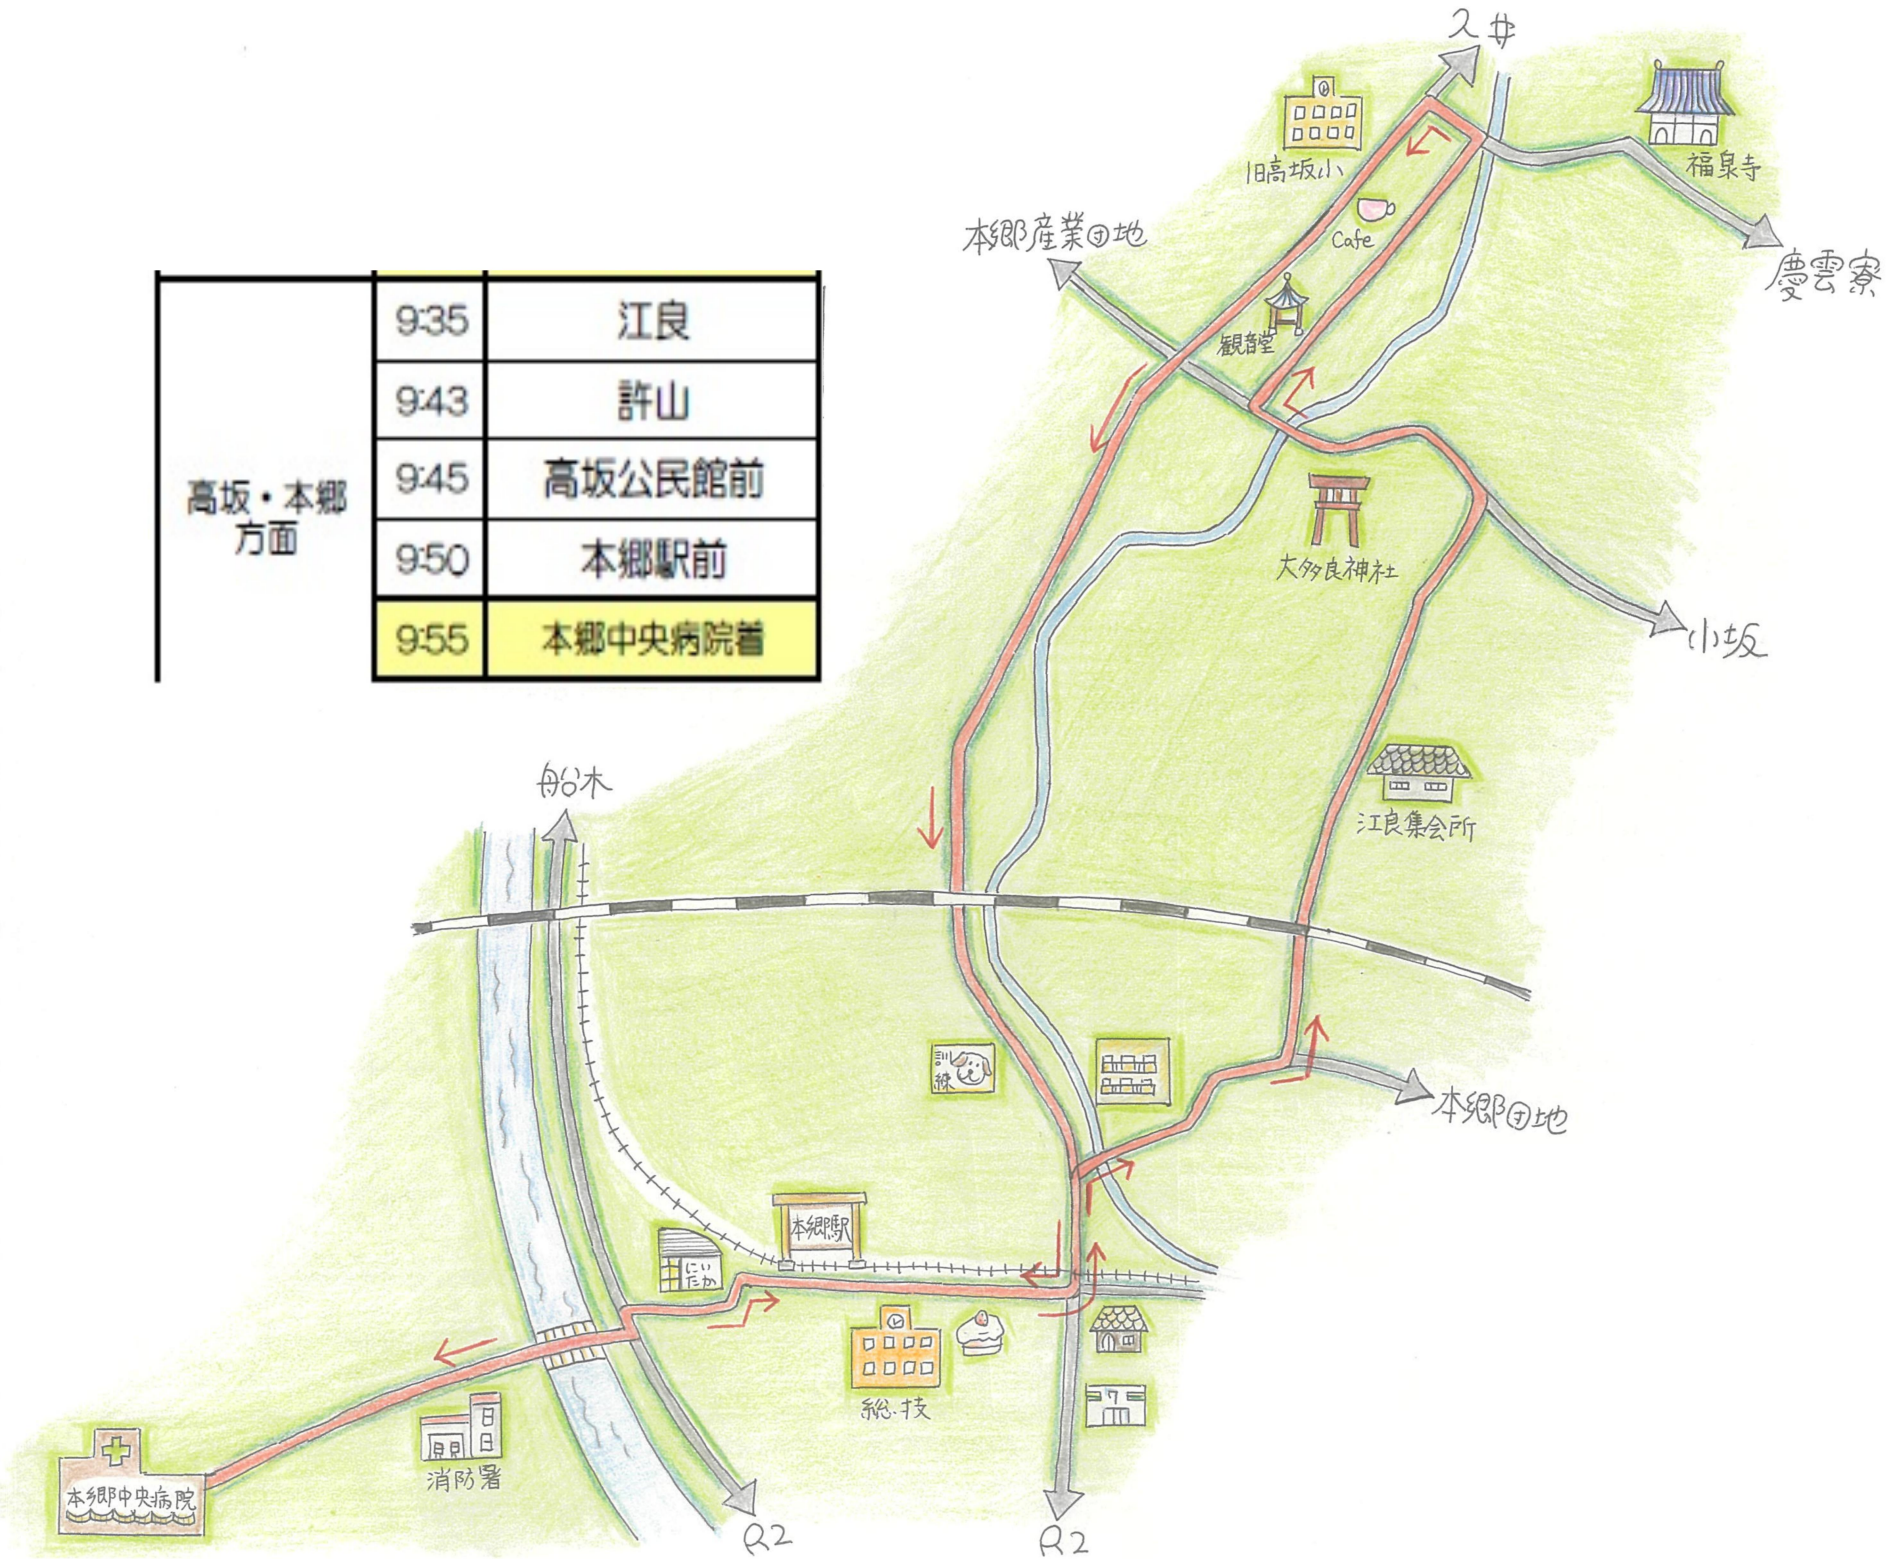 久井
旧高坂小
福泉寺
Cafe
本郷産業団地
慶雲寮
観音堂
9:35 江良
9:43 許山
9:45 高坂公民館前
高坂・本郷
方面
9:50 本郷駅前
9:55 本郷中央病院着
大多良神社
小坂
船木
江良集会所
訓
練
本郷団地
本郷駅
にい
たか
総・技
7
消防署
本郷中央病院
R2
R2